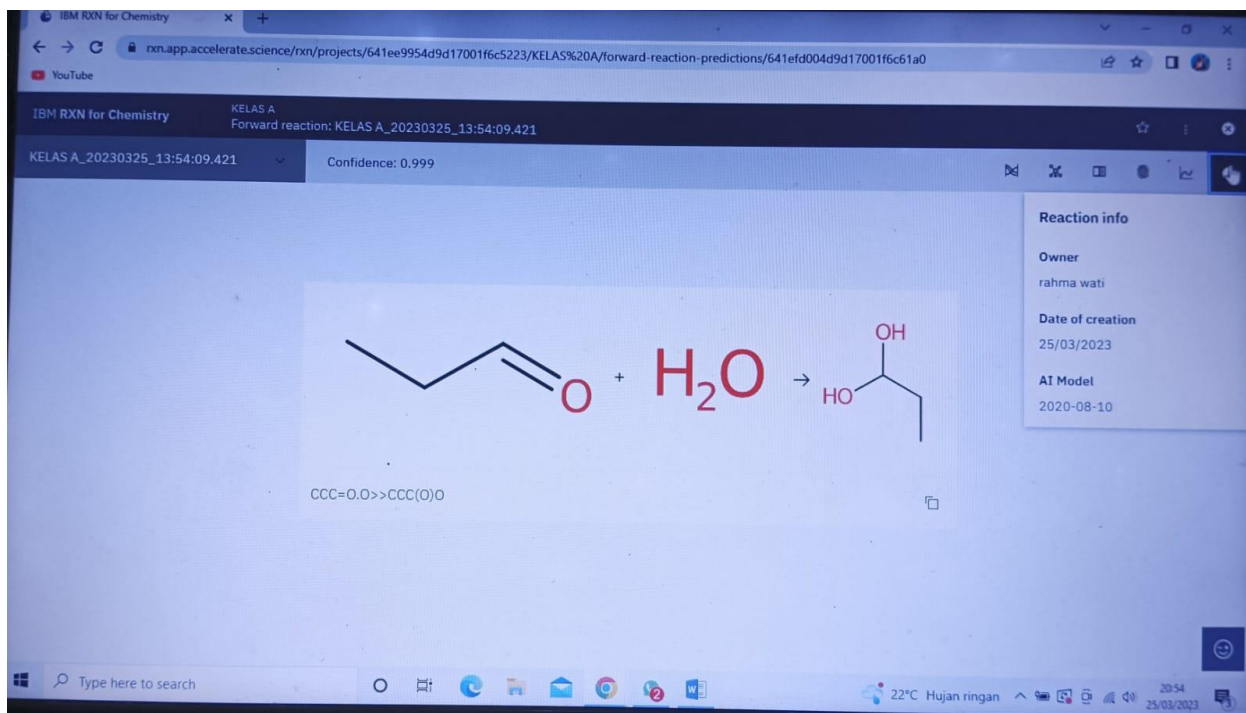 IBM RXN for Chemistry
rxn.app.accelerate.science/rxn/projects/641ee9954d9d17001f6c5223/KELAS%20A/forward-reaction-predictions/641efd004d9d17001f6c61a0
YouTube
IBM RXN for Chemistry
KELAS A
Forward reaction: KELAS A_20230325_13:54:09.421
KELAS A_20230325_13:54:09.421
Confidence: 0.999
Reaction info
Owner
rahma wati
Date of creation
25/03/2023
AI Model
2020-08-10
O + H₂O → HO OH
CCC=O.O>>CCC(O)O
Type here to search
2
W
22°C Hujan ringan
20:54
25/03/2023
3